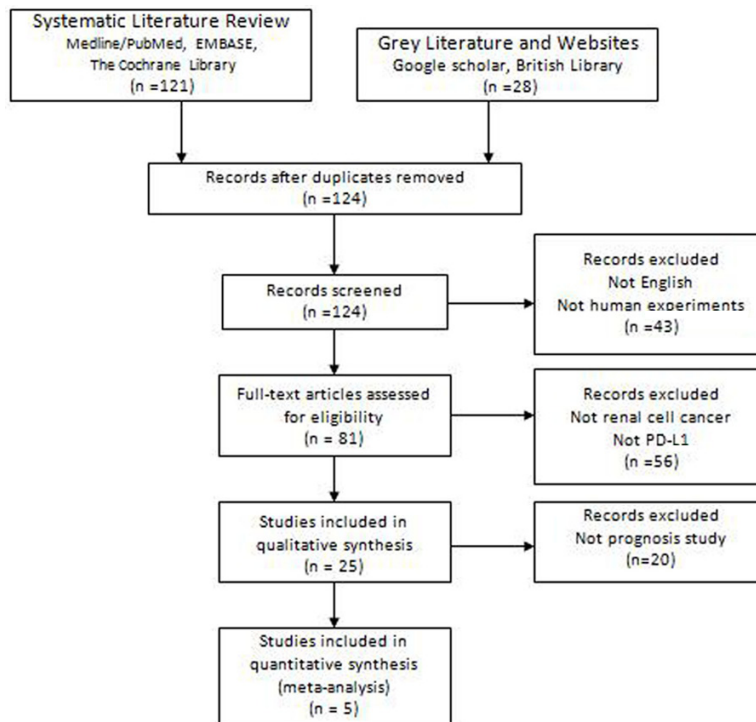 Systematic Literature Review
Medline/PubMed, EMBASE,
The Cochrane Library
(n =121)
Grey Literature and Websites
Google scholar, British Library
(n =28)
Records after duplicates removed
(n =124)
Records screened
(n =124)
Records excluded
Not English
Not human experiments
(n =43)
Full-text articles assessed
for eligibility
(n = 81)
Records excluded
Not renal cell cancer
Not PD-L1
(n =56)
Studies included in
qualitative synthesis
(n = 25)
Records excluded
Not prognosis study
(n=20)
Studies included in
quantitative synthesis
(meta-analysis)
(n = 5)